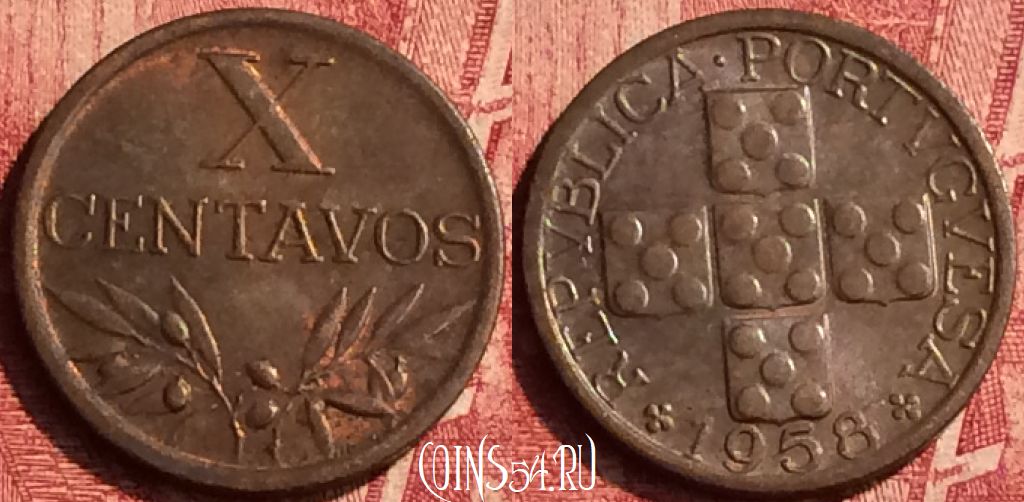 X
CENTAVOS
REPVBLICA · PORTVGVESA
1958
COINS54.RU